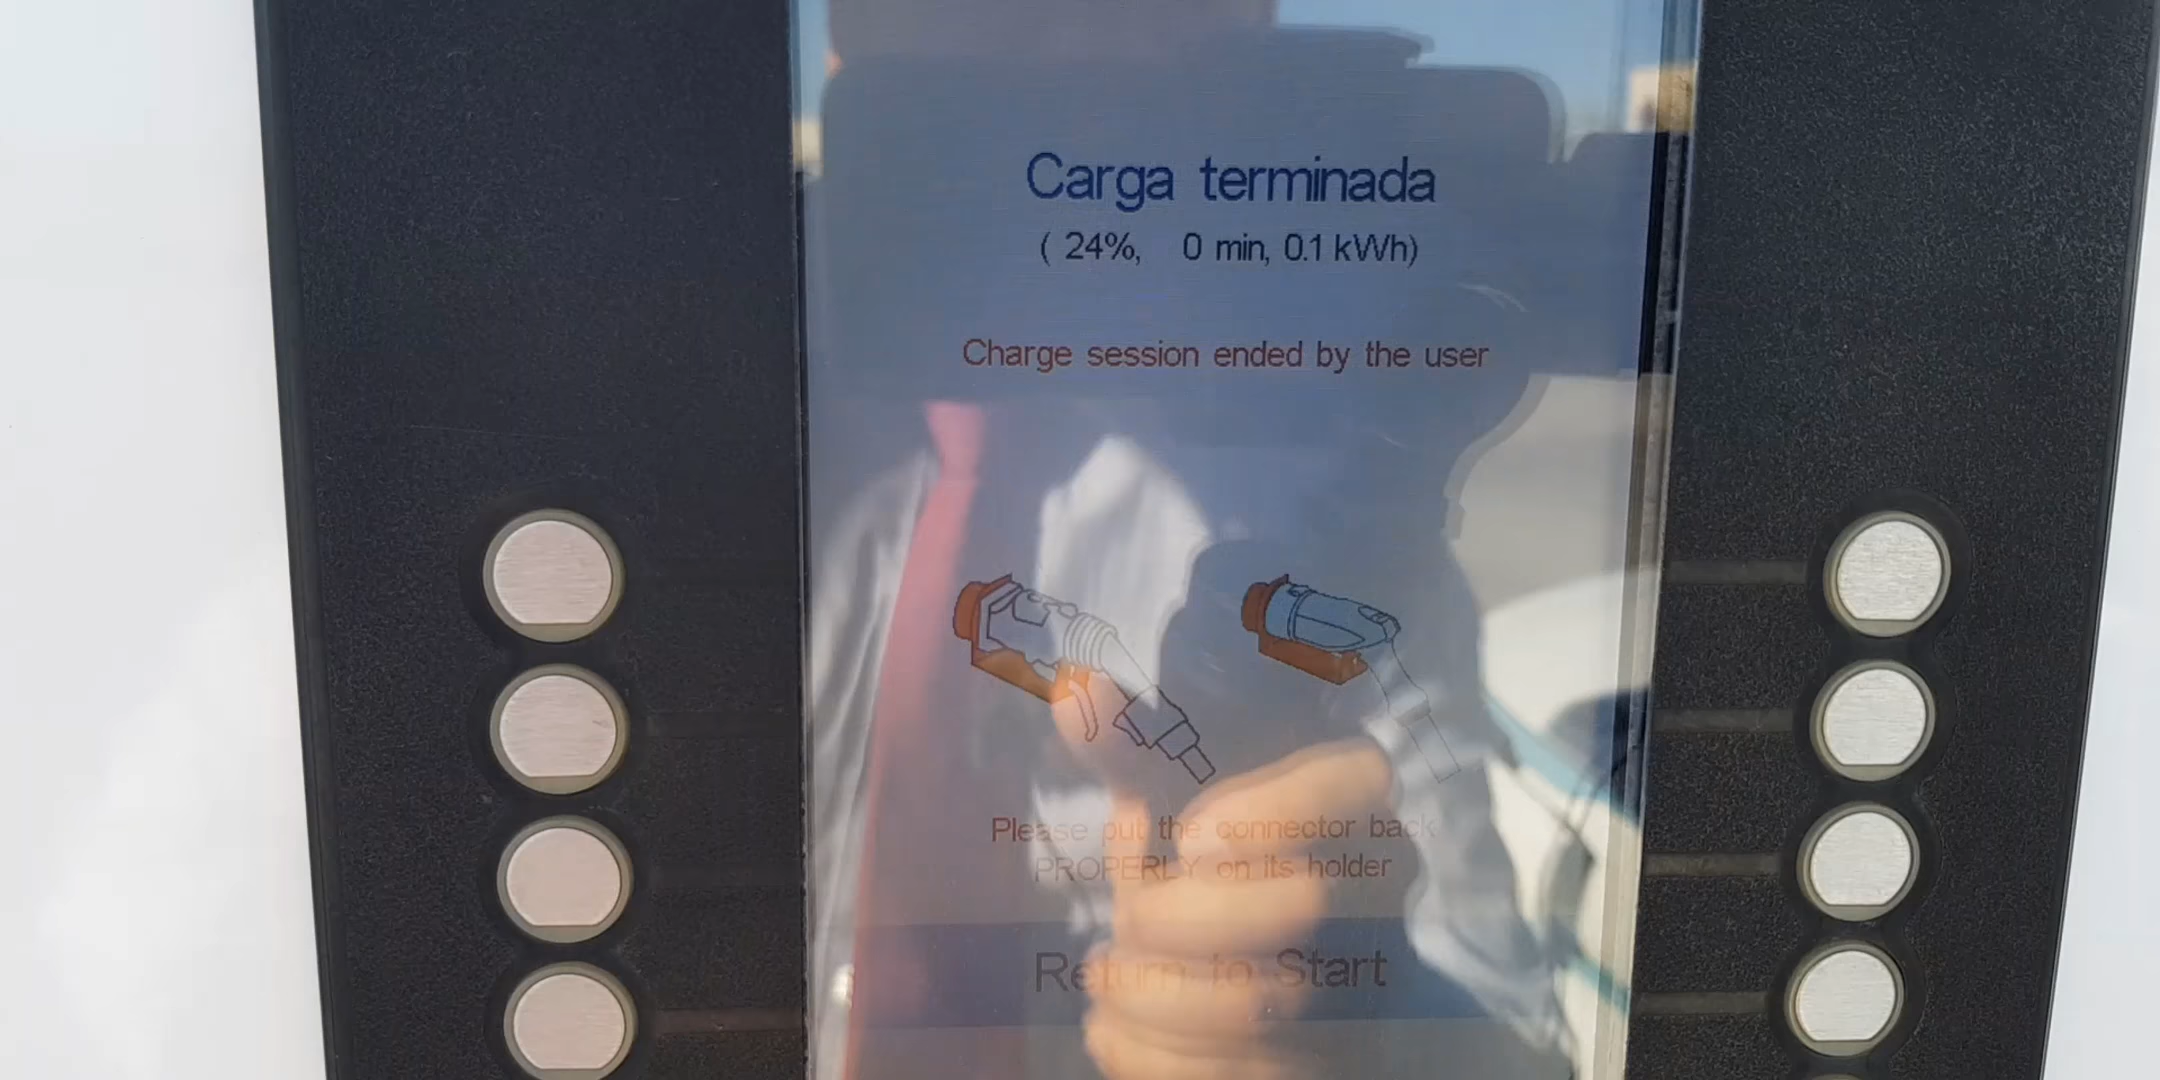 Carga terminada
( 24%, 0 min, 0.1 kWh)
Charge session ended by the user
Please put the connector back
PROPERLY on its holder
Return to Start